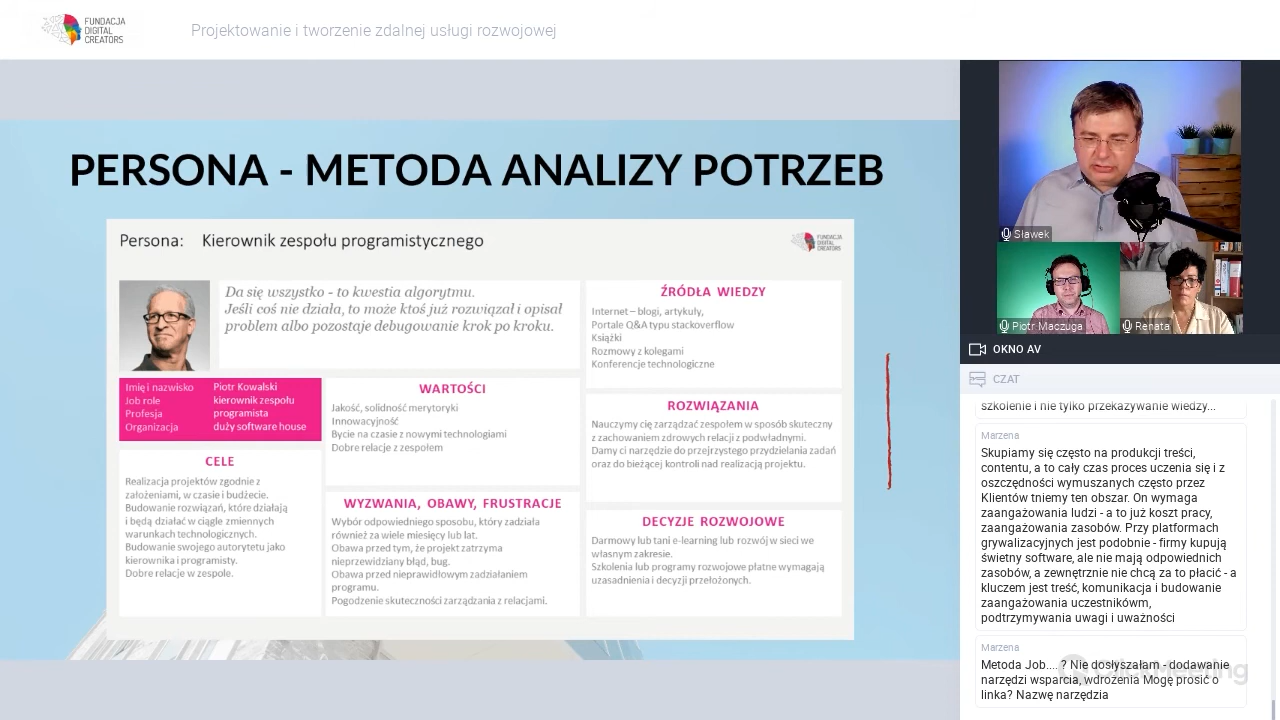 FUNDACJA
DIGITAL
CREATORS
Projektowanie i tworzenie zdalnej usługi rozwojowej
PERSONA - METODA ANALIZY POTRZEB
Persona: Kierownik zespołu programistycznego
FUNDACJA
DIGITAL
CREATORS
Da się wszystko - to kwestia algorytmu.
Jeśli coś nie działa, to może ktoś już rozwiązał i opisał
problem albo pozostaje debugowanie krok po kroku.
Imię i nazwisko Piotr Kowalski
Job role kierownik zespołu
Profesja programista
Organizacja duży software house
CELE
Realizacja projektów zgodnie z
założeniami, w czasie i budżecie.
Budowanie rozwiązań, które działają
i będą działać w ciągle zmiennych
warunkach technologicznych.
Budowanie swojego autorytetu jako
kierownika i programisty.
Dobre relacje w zespole.
WARTOŚCI
Jakość, solidność merytoryki
Innowacyjność
Bycie na czasie z nowymi technologiami
Dobre relacje z zespołem
WYZWANIA, OBAWY, FRUSTRACJE
Wybór odpowiedniego sposobu, który zadziała
również za wiele miesięcy lub lat.
Obawa przed tym, że projekt zatrzyma
nieprzewidziany błąd, bug.
Obawa przed nieprawidłowym zadziałaniem
programu.
Pogodzenie skuteczności zarządzania z relacjami.
ŹRÓDŁA WIEDZY
Internet – blogi, artykuły,
Portale Q&A typu stackoverflow
Książki
Rozmowy z kolegami
Konferencje technologiczne
ROZWIĄZANIA
Nauczymy cię zarządzać zespołem w sposób skuteczny
z zachowaniem zdrowych relacji z podwładnymi.
Damy ci narzędzie do przejrzystego przydzielania zadań
oraz do bieżącej kontroli nad realizacją projektu.
DECYZJE ROZWOJOWE
Darmowy lub tani e-learning lub rozwój w sieci we
własnym zakresie.
Szkolenia lub programy rozwojowe płatne wymagają
uzasadnienia i decyzji przełożonych.
Sławek
Piotr Maczuga
Renata
OKNO AV
CZAT
szkolenie i nie tylko przekazywanie wiedzy...
Marzena
Skupiamy się często na produkcji treści,
contentu, a to cały czas proces uczenia się i z
oszczędności wymuszanych często przez
Klientów tniemy ten obszar. On wymaga
zaangażowania ludzi - a to już koszt pracy,
zaangażowania zasobów. Przy platformach
grywalizacyjnych jest podobnie - firmy kupują
świetny software, ale nie mają odpowiednich
zasobów, a zewnętrznie nie chcą za to płacić - a
kluczem jest treść, komunikacja i budowanie
zaangażowania uczestnikówm,
podtrzymywania uwagi i uważności
Marzena
Metoda Job.... ? Nie dosłyszałam - dodawanie
narzędzi wsparcia, wdrożenia Mogę prosić o
linka? Nazwę narzędzia
ClickMeeting